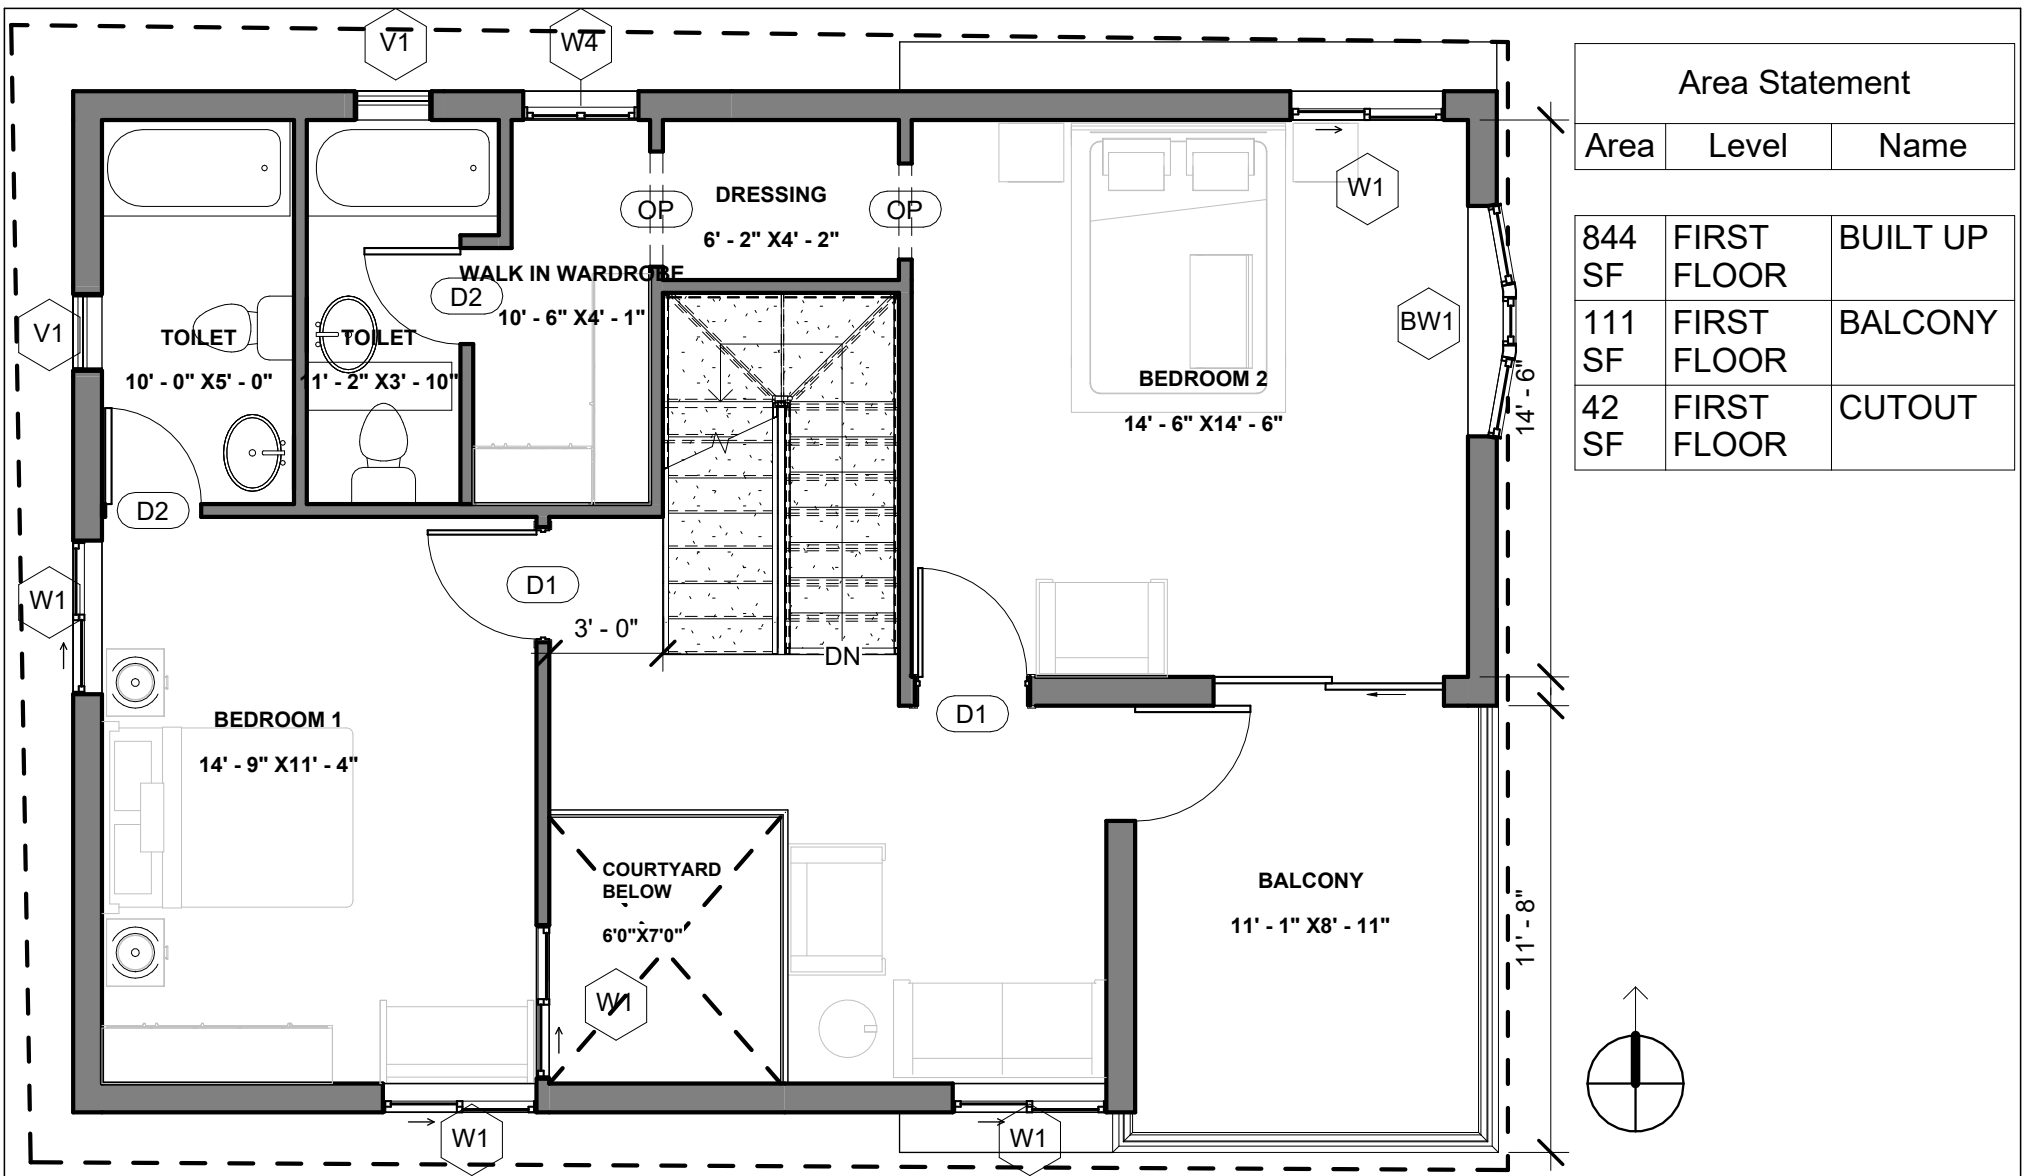 V1
W4
Area Statement
Area Level Name
844 SF FIRST FLOOR BUILT UP
111 SF FIRST FLOOR BALCONY
42 SF FIRST FLOOR CUTOUT
OP
DRESSING
6' - 2" X4' - 2"
OP
W1
WALK IN WARDROBE
10' - 6" X4' - 1"
D2
V1
TOILET
10' - 0" X5' - 0"
TOILET
11' - 2" X3' - 10"
BW1
BEDROOM 2
14' - 6" X14' - 6"
14' - 6"
D2
W1
D1
3' - 0"
DN
D1
BEDROOM 1
14' - 9" X11' - 4"
COURTYARD
BELOW
6'0"X7'0"
W1
BALCONY
11' - 1" X8' - 11"
11' - 8"
W1
W1